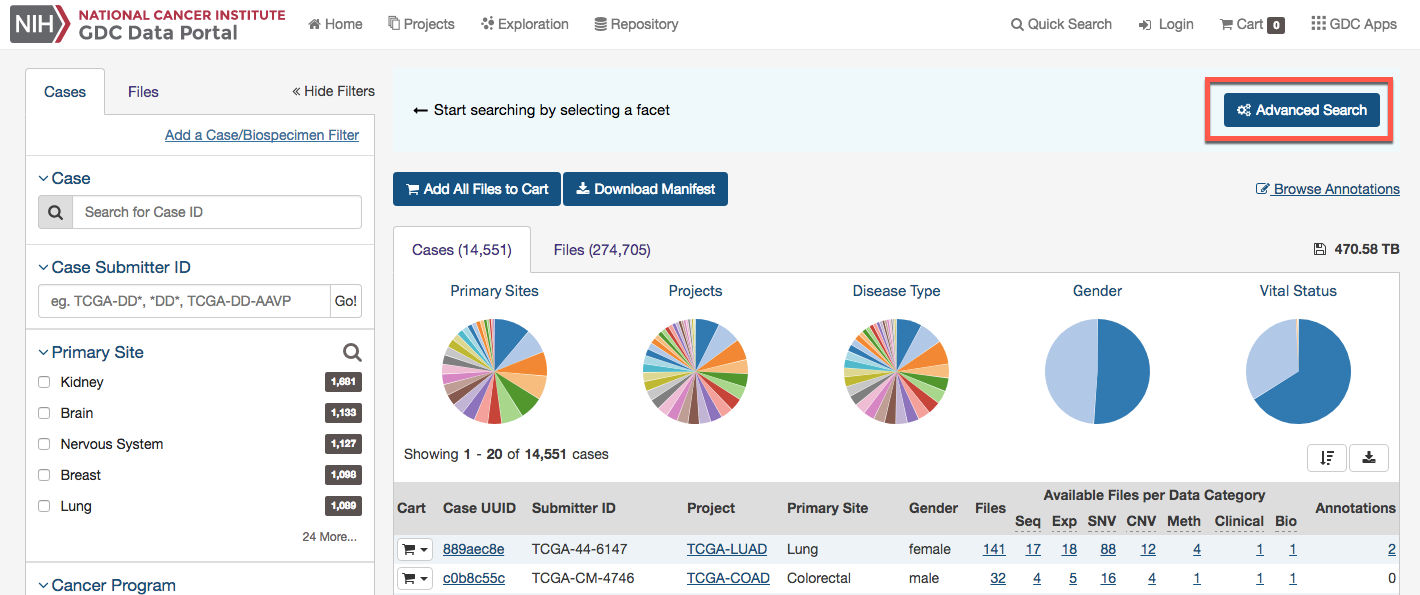 NIH NATIONAL CANCER INSTITUTE
GDC Data Portal
Home Projects Exploration Repository
Quick Search Login Cart 0 GDC Apps
Cases Files « Hide Filters
Add a Case/Biospecimen Filter
Case
Search for Case ID
Case Submitter ID
eg. TCGA-DD*, *DD*, TCGA-DD-AAVP Go!
Primary Site
Kidney 1,681
Brain 1,133
Nervous System 1,127
Breast 1,098
Lung 1,089
24 More...
Cancer Program
← Start searching by selecting a facet
Advanced Search
Add All Files to Cart Download Manifest
Browse Annotations
Cases (14,551) Files (274,705)
470.58 TB
Primary Sites Projects Disease Type Gender Vital Status
Showing 1 - 20 of 14,551 cases
Cart Case UUID Submitter ID Project Primary Site Gender Files Available Files per Data Category Annotations
Seq Exp SNV CNV Meth Clinical Bio
889aec8e TCGA-44-6147 TCGA-LUAD Lung female 141 17 18 88 12 4 1 1 2
c0b8c55c TCGA-CM-4746 TCGA-COAD Colorectal male 32 4 5 16 4 1 1 1 0